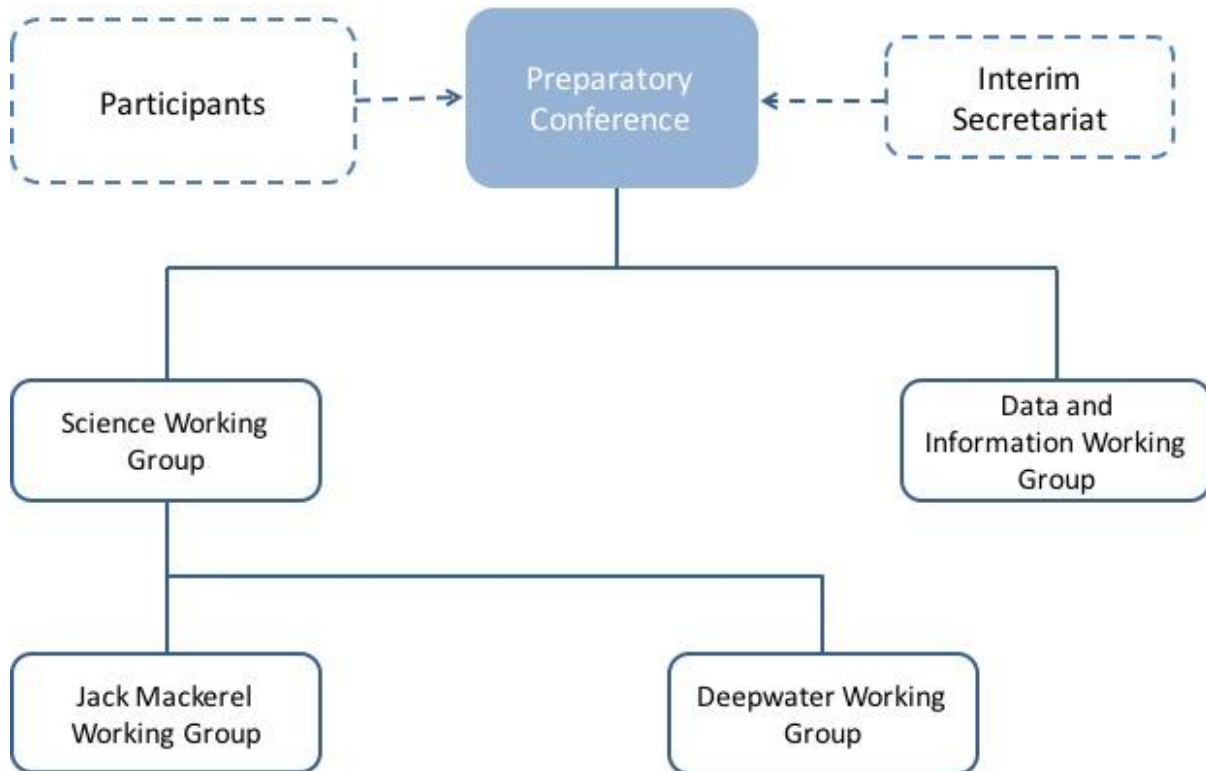 Participants
Preparatory
Conference
Interim
Secretariat
Science Working
Group
Data and
Information Working
Group
Jack Mackerel
Working Group
Deepwater Working
Group